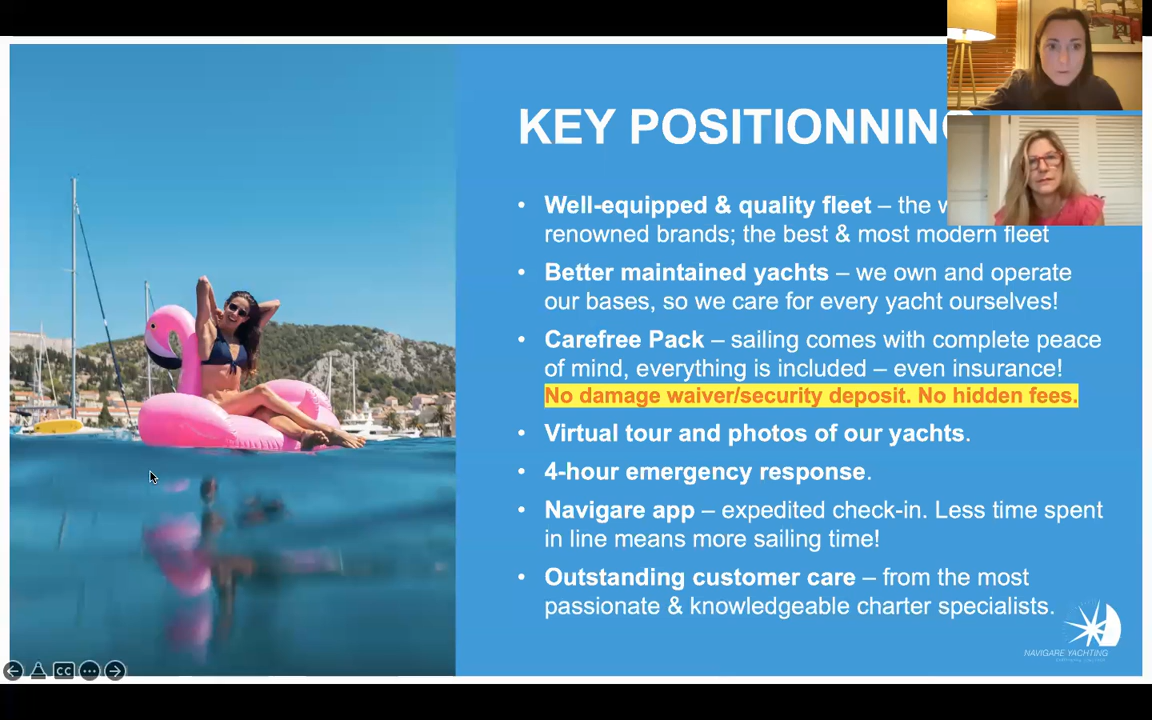 KEY POSITIONNIN
• Well-equipped & quality fleet – the
renowned brands; the best & most modern fleet
• Better maintained yachts – we own and operate
our bases, so we care for every yacht ourselves!
• Carefree Pack – sailing comes with complete peace
of mind, everything is included – even insurance!
No damage waiver/security deposit. No hidden fees.
• Virtual tour and photos of our yachts.
• 4-hour emergency response.
• Navigare app – expedited check-in. Less time spent
in line means more sailing time!
• Outstanding customer care – from the most
passionate & knowledgeable charter specialists.
NAVIGARE YACHTING
CC